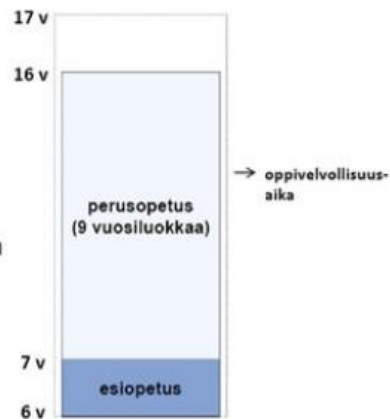 17 v
16 v
→ oppivelvollisuus-
aika
perusopetus
(9 vuosiluokkaa)
7 v
esiopetus
6 v